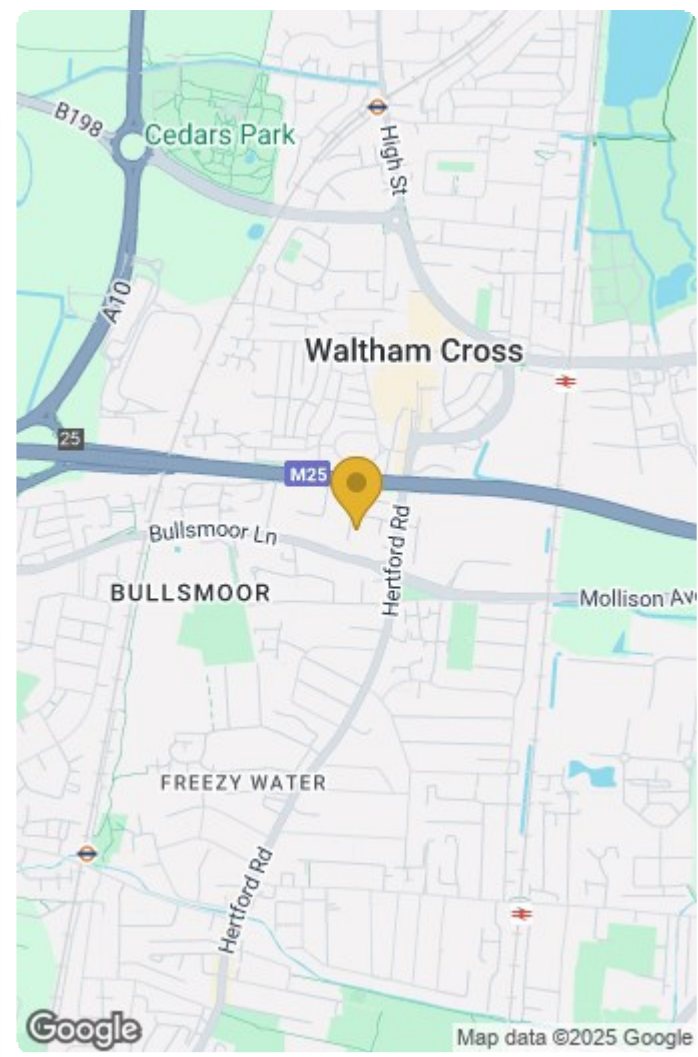 B198
Cedars Park
High St
A10
Waltham Cross
25
M25
Bullsmoor Ln
Hertford Rd
BULLSMOOR
Mollison Av
FREEZY WATER
Hertford Rd
Google
Map data ©2025 Google